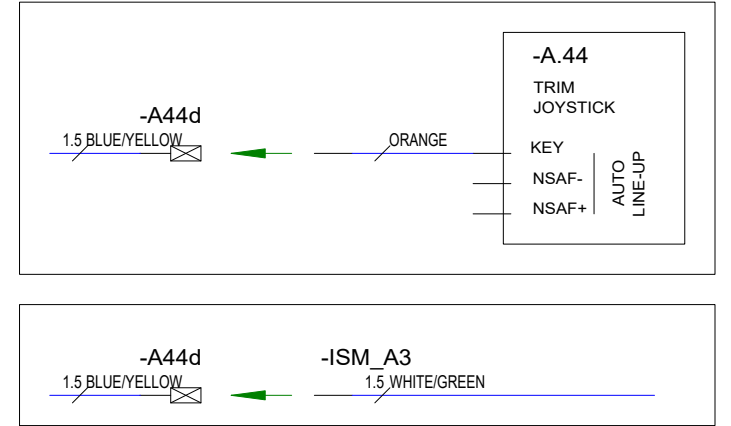 -A.44
TRIM
JOYSTICK
-A44d
1.5 BLUE/YELLOW
ORANGE
KEY
NSAF-
NSAF+
AUTO
LINE-UP
-A44d
-ISM_A3
1.5 BLUE/YELLOW
1.5 WHITE/GREEN